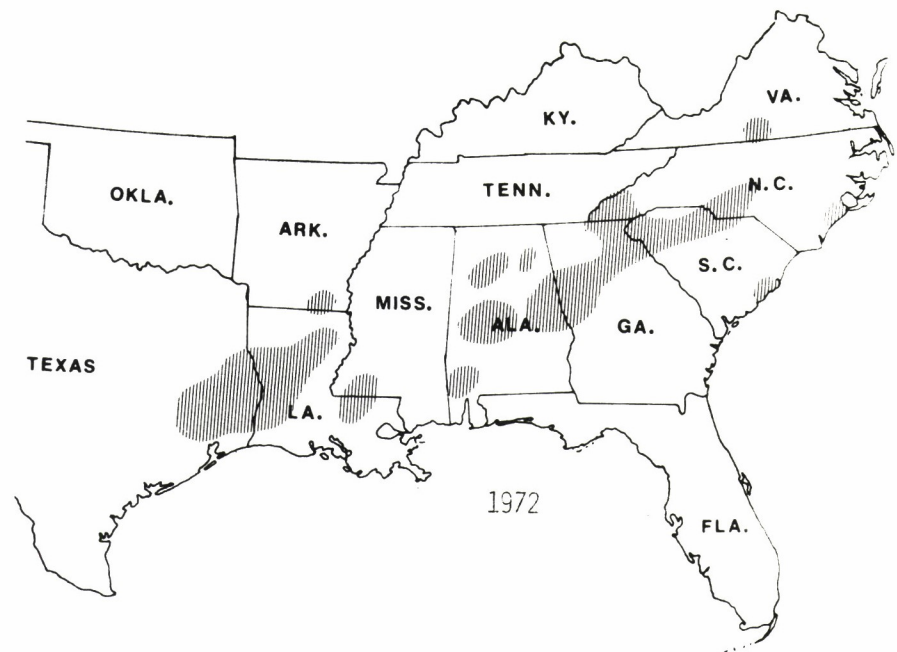 VA.
KY.
TENN.
N.C.
OKLA.
ARK.
S.C.
MISS.
ALA.
GA.
TEXAS
LA.
1972
FLA.